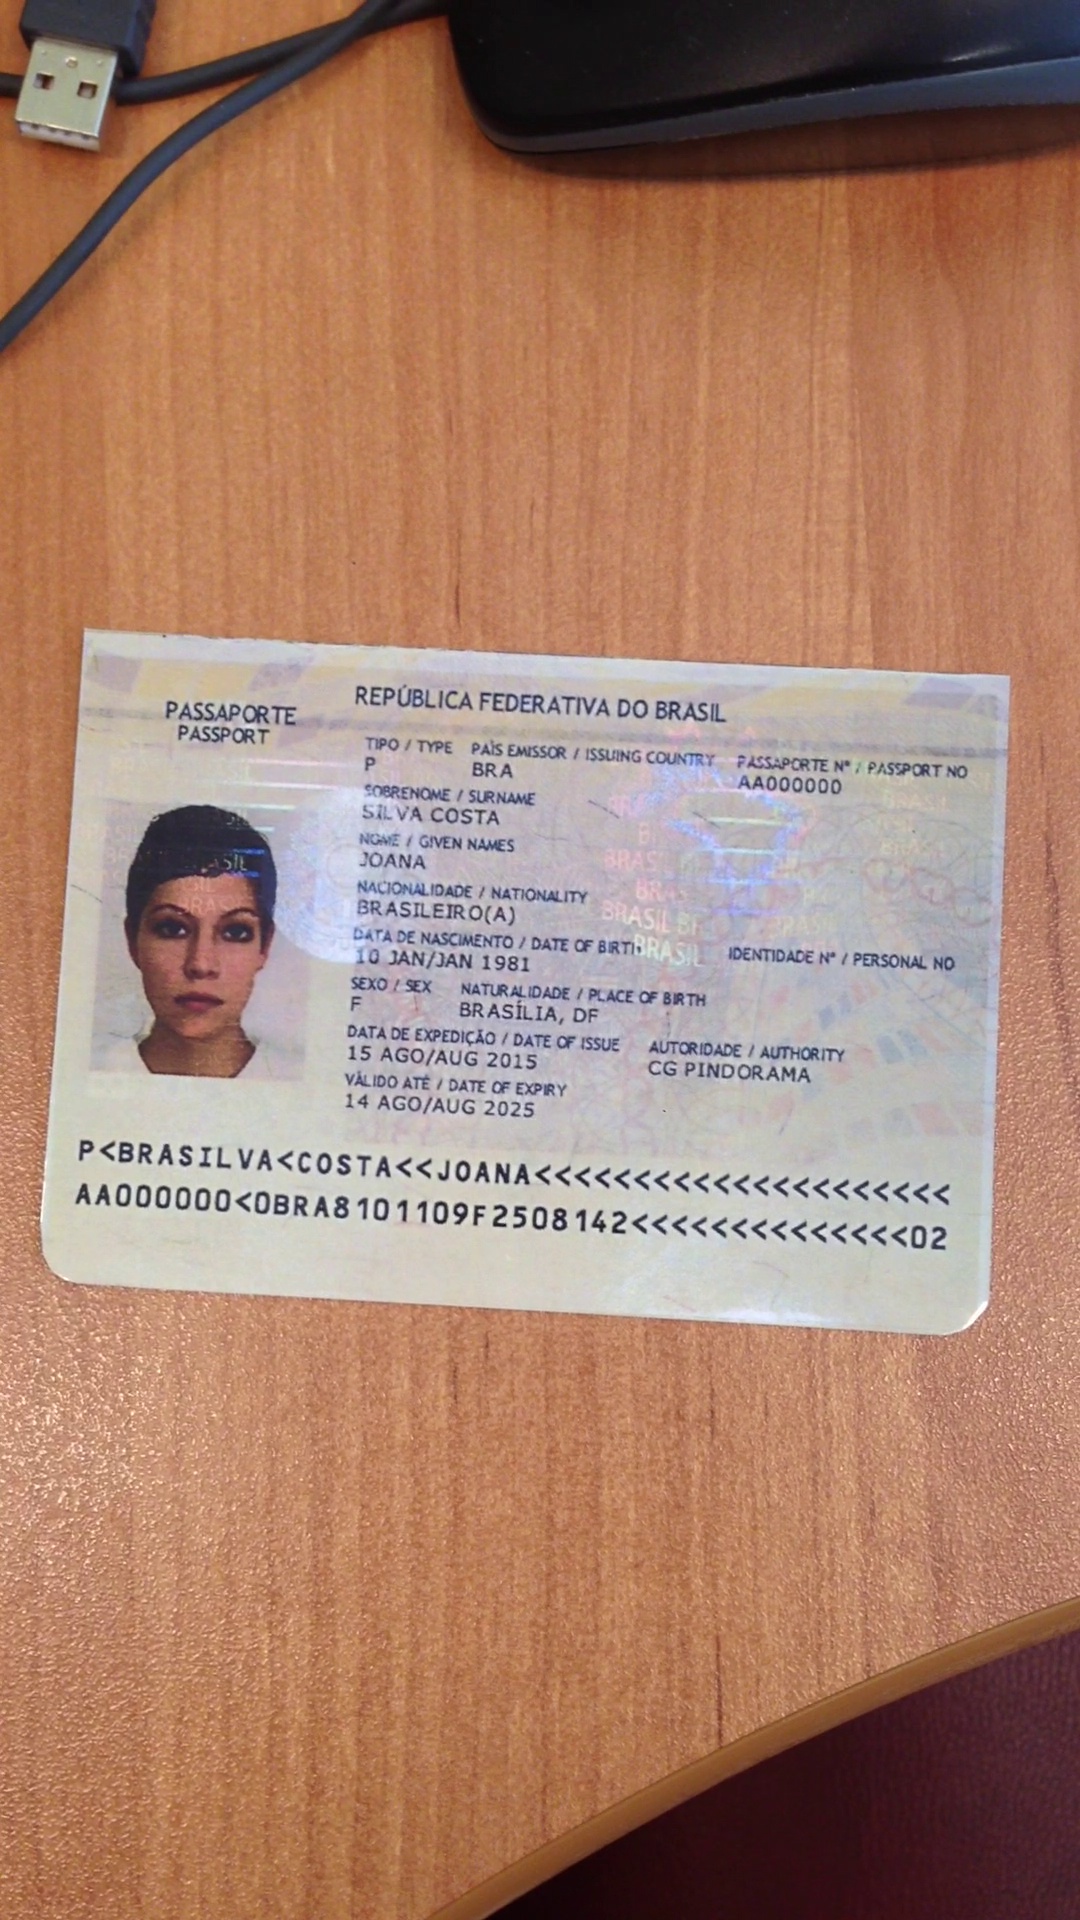 REPÚBLICA FEDERATIVA DO BRASIL
PASSAPORTE
PASSPORT
TIPO / TYPE PAÍS EMISSOR / ISSUING COUNTRY PASSAPORTE Nº / PASSPORT NO
P BRA AA000000
SOBRENOME / SURNAME
SILVA COSTA
NOME / GIVEN NAMES
JOANA
NACIONALIDADE / NATIONALITY
BRASILEIRO(A)
DATA DE NASCIMENTO / DATE OF BIRTH IDENTIDADE Nº / PERSONAL NO
10 JAN/JAN 1981
SEXO / SEX NATURALIDADE / PLACE OF BIRTH
F BRASÍLIA, DF
DATA DE EXPEDIÇÃO / DATE OF ISSUE AUTORIDADE / AUTHORITY
15 AGO/AUG 2015 CG PINDORAMA
VÁLIDO ATÉ / DATE OF EXPIRY
14 AGO/AUG 2025
P<BRASILVA<COSTA<<JOANA<<<<<<<<<<<<<<<<<<<<<
AA000000<0BRA8101109F2508142<<<<<<<<<<<<<<02